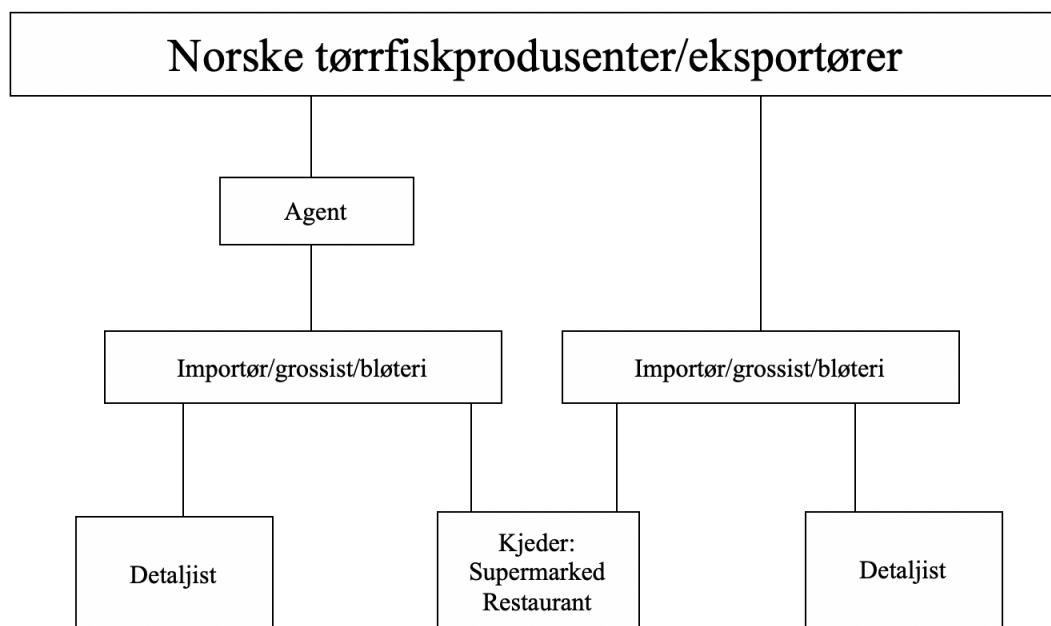 Norske tørrfiskprodusenter/eksportører
Agent
Importør/grossist/bløteri
Importør/grossist/bløteri
Detaljist
Kjeder:
Supermarked
Restaurant
Detaljist